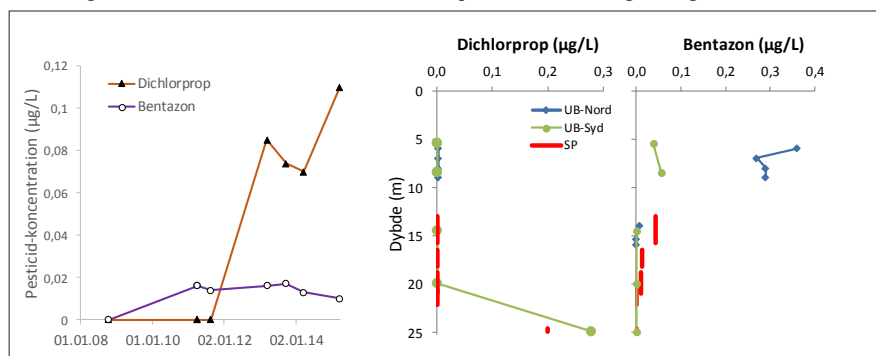 Pesticid-koncentration (µg/L)
0,12
0,1
0,08
0,06
0,04
0,02
0
01.01.08
01.01.10
02.01.12
02.01.14
Dichlorprop
Bentazon
Dichlorprop (µg/L)
0,0
0,1
0,2
0,3
Dybde (m)
0
5
10
15
20
25
UB-Nord
UB-Syd
SP
Bentazon (µg/L)
0,0
0,1
0,2
0,3
0,4